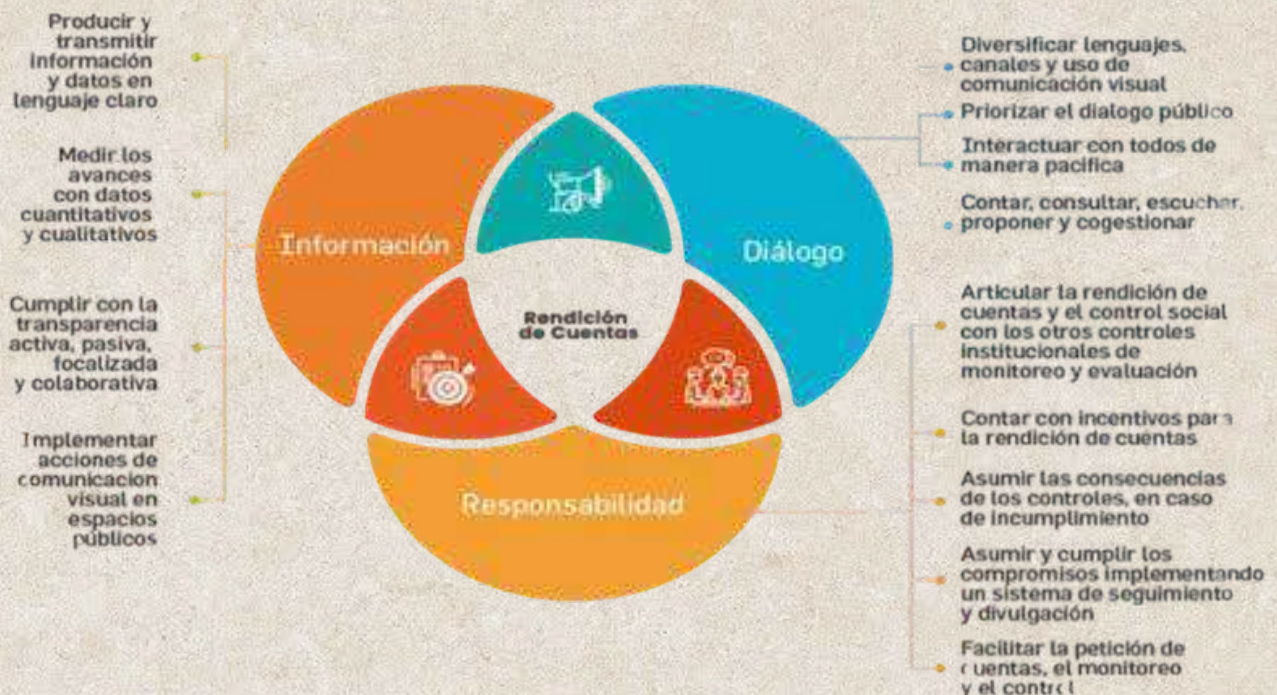 Producir y
transmitir
información
y datos en
lenguaje claro
Medir los
avances
con datos
cuantitativos
y cualitativos
Cumplir con la
transparencia
activa, pasiva,
focalizada
y colaborativa
Implementar
acciones de
comunicacion
visual en
espacios
públicos
Información
Diálogo
Rendición
de Cuentas
Responsabilidad
Diversificar lenguajes,
canales y uso de
comunicación visual
Priorizar el dialogo público
Interactuar con todos de
manera pacifica
Contar, consultar, escuchar,
proponer y cogestionar
Articular la rendición de
cuentas y el control social
con los otros controles
institucionales de
monitoreo y evaluación
Contar con incentivos para
la rendición de cuentas
Asumir las consecuencias
de los controles, en caso
de incumplimiento
Asumir y cumplir los
compromisos implementando
un sistema de seguimiento
y divulgación
Facilitar la petición de
cuentas, el monitoreo
y el control